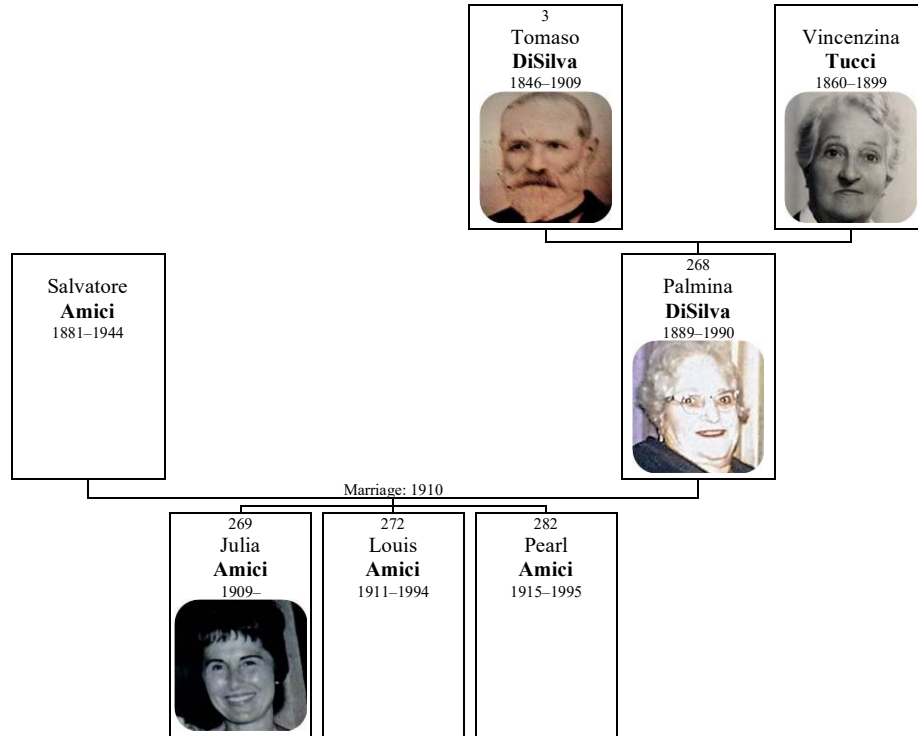 3
Tomaso
DiSilva
1846–1909
Vincenzina
Tucci
1860–1899
Salvatore
Amici
1881–1944
268
Palmina
DiSilva
1889–1990
Marriage: 1910
269
Julia
Amici
1909–
272
Louis
Amici
1911–1994
282
Pearl
Amici
1915–1995